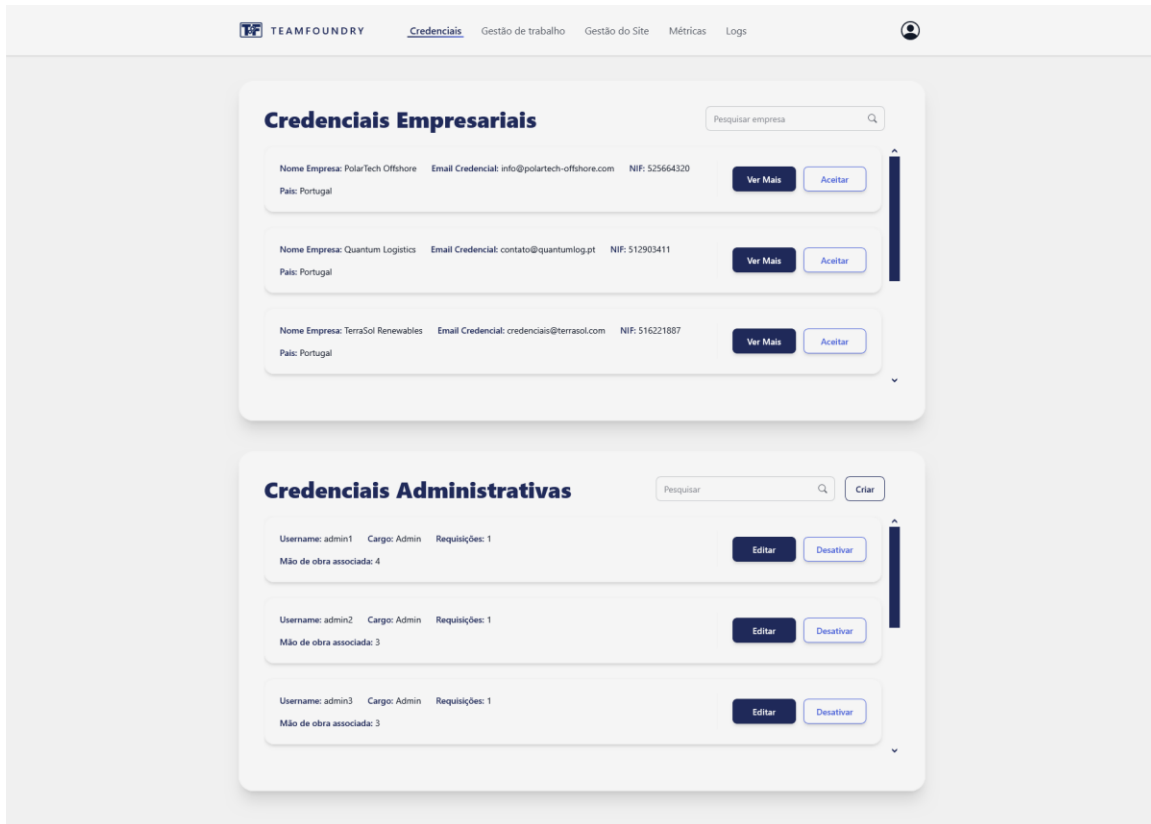 TF TEAMFOUNDRY Credenciais Gestão de trabalho Gestão do Site Métricas Logs
Credenciais Empresariais
Pesquisar empresa
Nome Empresa: PolarTech Offshore Email Credencial: info@polartech-offshore.com NIF: 525664320
País: Portugal
Ver Mais
Aceitar
Nome Empresa: Quantum Logistics Email Credencial: contato@quantumlog.pt NIF: 512903411
País: Portugal
Ver Mais
Aceitar
Nome Empresa: TerraSol Renewables Email Credencial: credenciais@terrasol.com NIF: 516221887
País: Portugal
Ver Mais
Aceitar
Credenciais Administrativas
Pesquisar
Criar
Username: admin1 Cargo: Admin Requisições: 1
Mão de obra associada: 4
Editar
Desativar
Username: admin2 Cargo: Admin Requisições: 1
Mão de obra associada: 3
Editar
Desativar
Username: admin3 Cargo: Admin Requisições: 1
Mão de obra associada: 3
Editar
Desativar